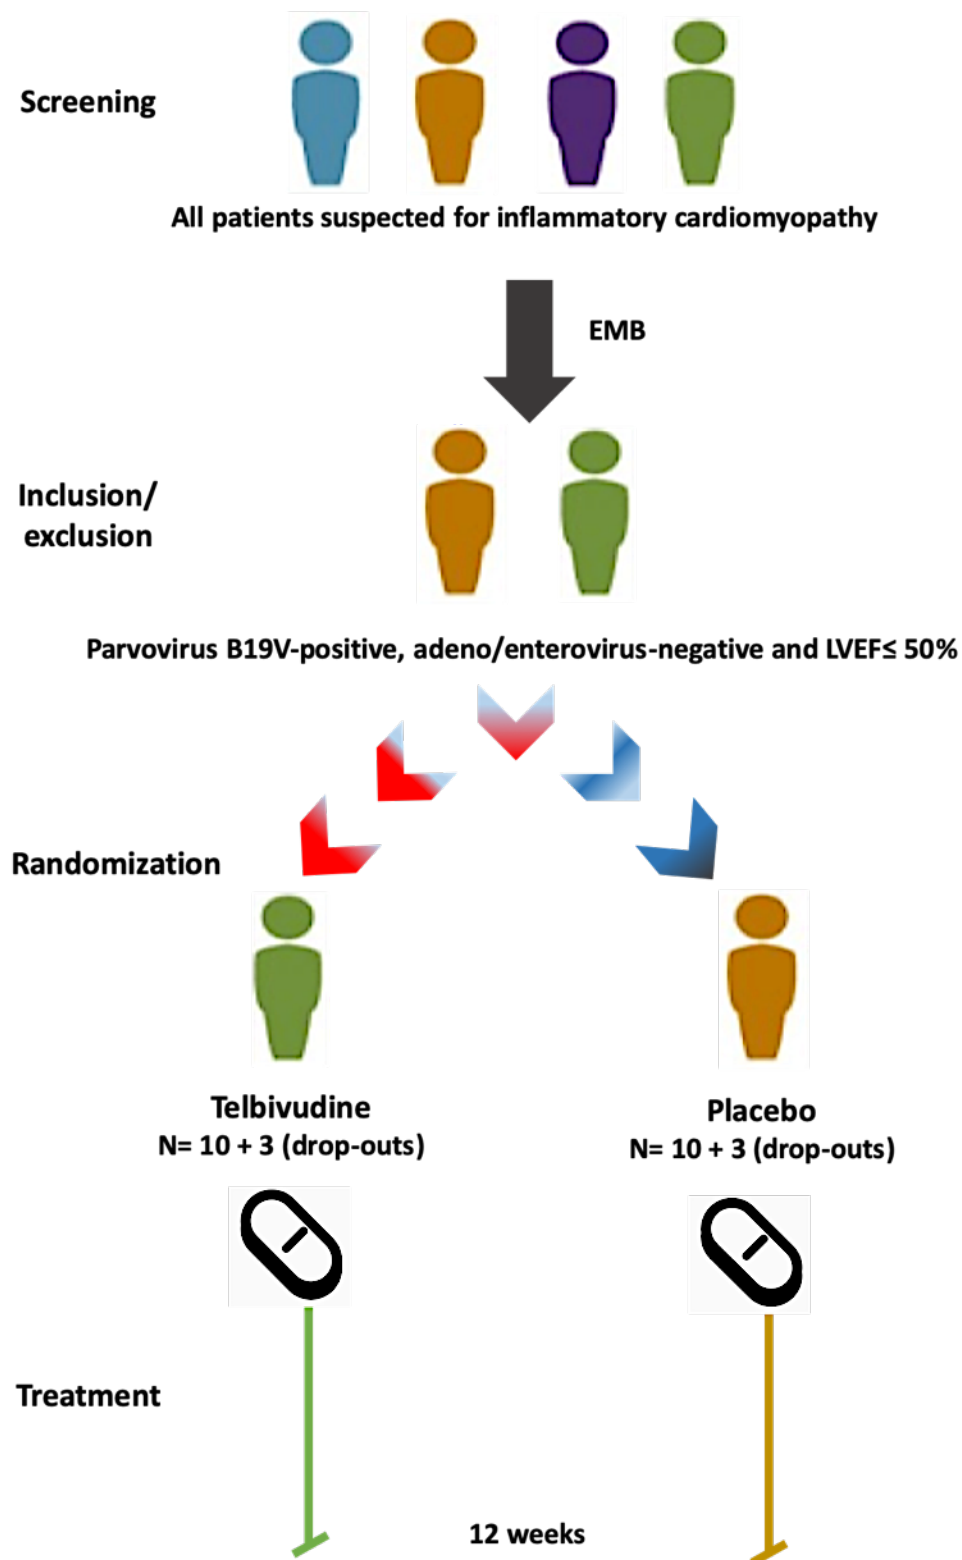 Screening
All patients suspected for inflammatory cardiomyopathy
EMB
Inclusion/
exclusion
Parvovirus B19V-positive, adeno/enterovirus-negative and LVEF≤ 50%
Randomization
Telbivudine
N= 10 + 3 (drop-outs)
Placebo
N= 10 + 3 (drop-outs)
Treatment
12 weeks